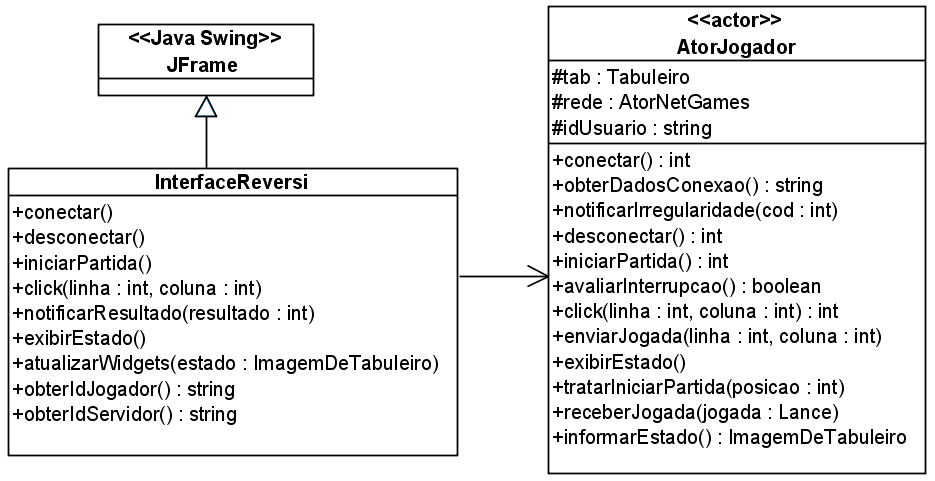 <<Java Swing>>
JFrame
InterfaceReversi
+conectar()
+desconectar()
+iniciarPartida()
+click(linha : int, coluna : int)
+notificarResultado(resultado : int)
+exibirEstado()
+atualizarWidgets(estado : ImagemDeTabuleiro)
+obterIdJogador() : string
+obterIdServidor() : string
<<actor>>
AtorJogador
#tab : Tabuleiro
#rede : AtorNetGames
#idUsuario : string
+conectar() : int
+obterDadosConexao() : string
+notificarIrregularidade(cod : int)
+desconectar() : int
+iniciarPartida() : int
+avaliarInterrupcao() : boolean
+click(linha : int, coluna : int) : int
+enviarJogada(linha : int, coluna : int)
+exibirEstado()
+tratarIniciarPartida(posicao : int)
+receberJogada(jogada : Lance)
+informarEstado() : ImagemDeTabuleiro